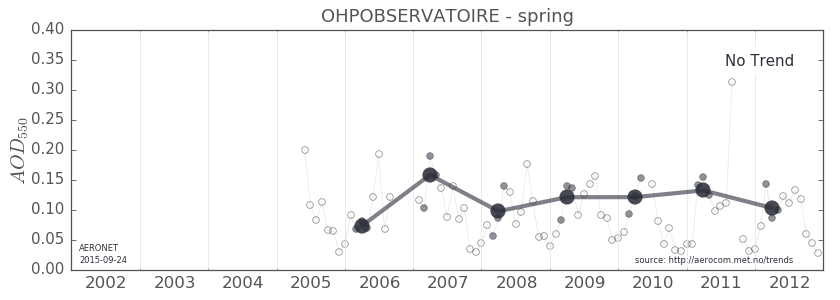 OHPOBSERVATOIRE - spring
No Trend
0.40
0.35
0.30
0.25
0.20
0.15
0.10
0.05
0.00
AOD550
AERONET
2015-09-24
source: http://aerocom.met.no/trends
2002 2003 2004 2005 2006 2007 2008 2009 2010 2011 2012